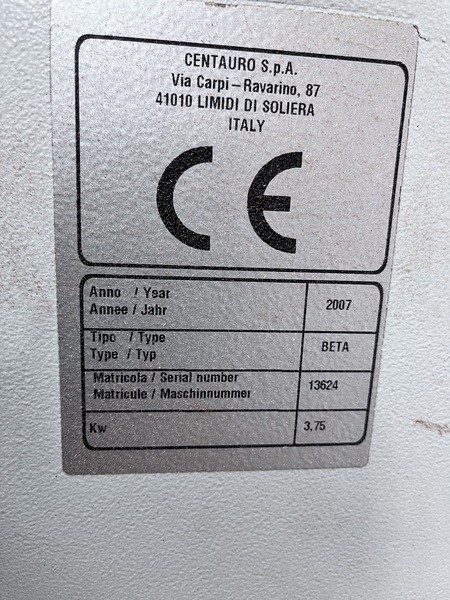 CENTAURO S.p.A.
Via Carpi – Ravarino, 87
41010 LIMIDI DI SOLIERA
ITALY
CE
Anno / Year
Annee / Jahr
2007
Tipo / Type
Type / Typ
BETA
Matricola / Serial number
Matricule / Maschinnummer
13624
Kw
3,75